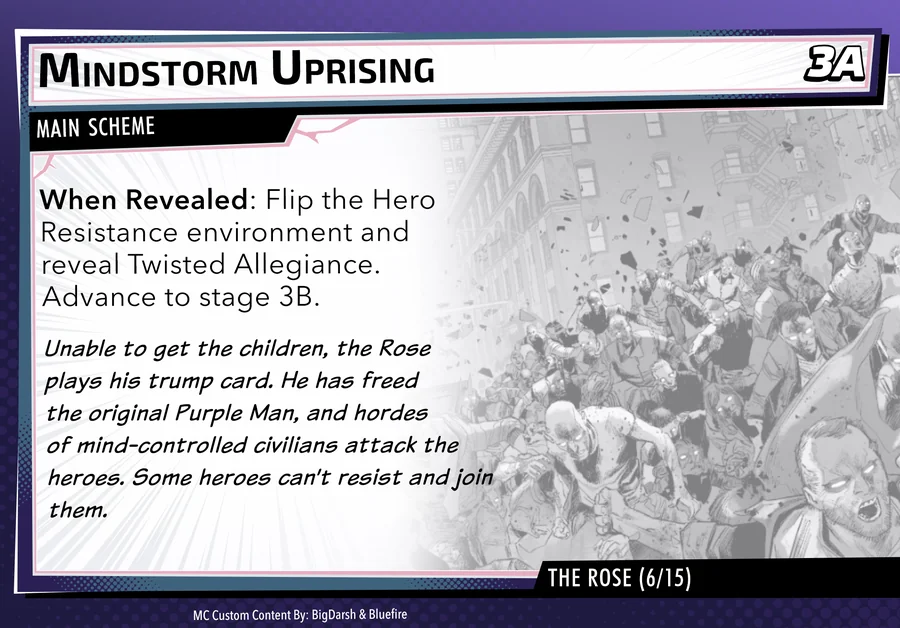 Mindstorm Uprising
3A
MAIN SCHEME
When Revealed: Flip the Hero
Resistance environment and
reveal Twisted Allegiance.
Advance to stage 3B.
Unable to get the children, the Rose
plays his trump card. He has freed
the original Purple Man, and hordes
of mind-controlled civilians attack the
heroes. Some heroes can't resist and join
them.
THE ROSE (6/15)
MC Custom Content By: BigDarsh & Bluefire